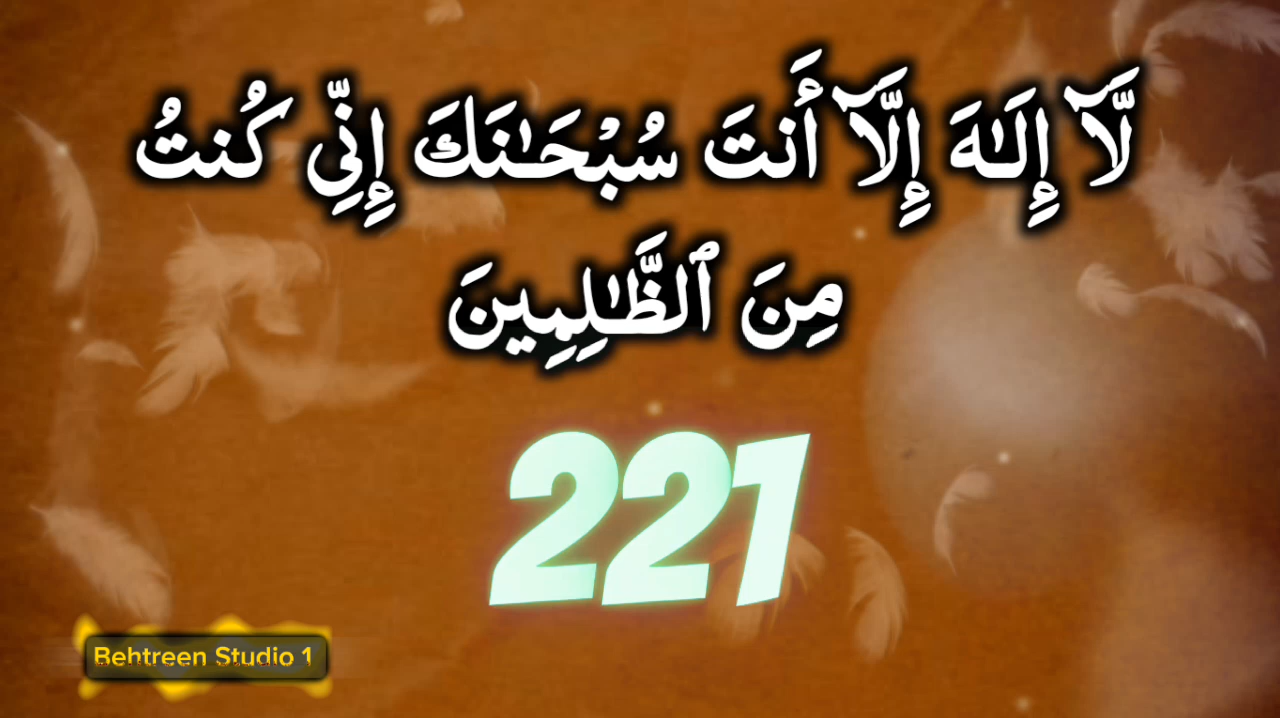 لَّآ إِلَـٰهَ إِلَّآ أَنتَ سُبْحَـٰنَكَ إِنِّي كُنتُ
مِنَ ٱلظَّـٰلِمِينَ
221
Behtreen Studio 1